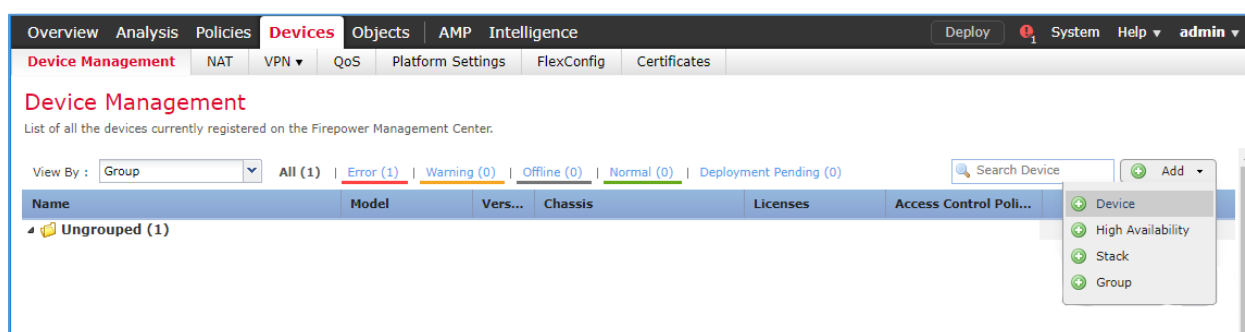 Overview Analysis Policies Devices Objects AMP Intelligence Deploy 1 System Help admin
Device Management NAT VPN QoS Platform Settings FlexConfig Certificates
Device Management
List of all the devices currently registered on the Firepower Management Center.
View By : Group All (1) | Error (1) | Warning (0) | Offline (0) | Normal (0) | Deployment Pending (0) Search Device Add
Name Model Vers... Chassis Licenses Access Control Poli...
Ungrouped (1)
Device
High Availability
Stack
Group